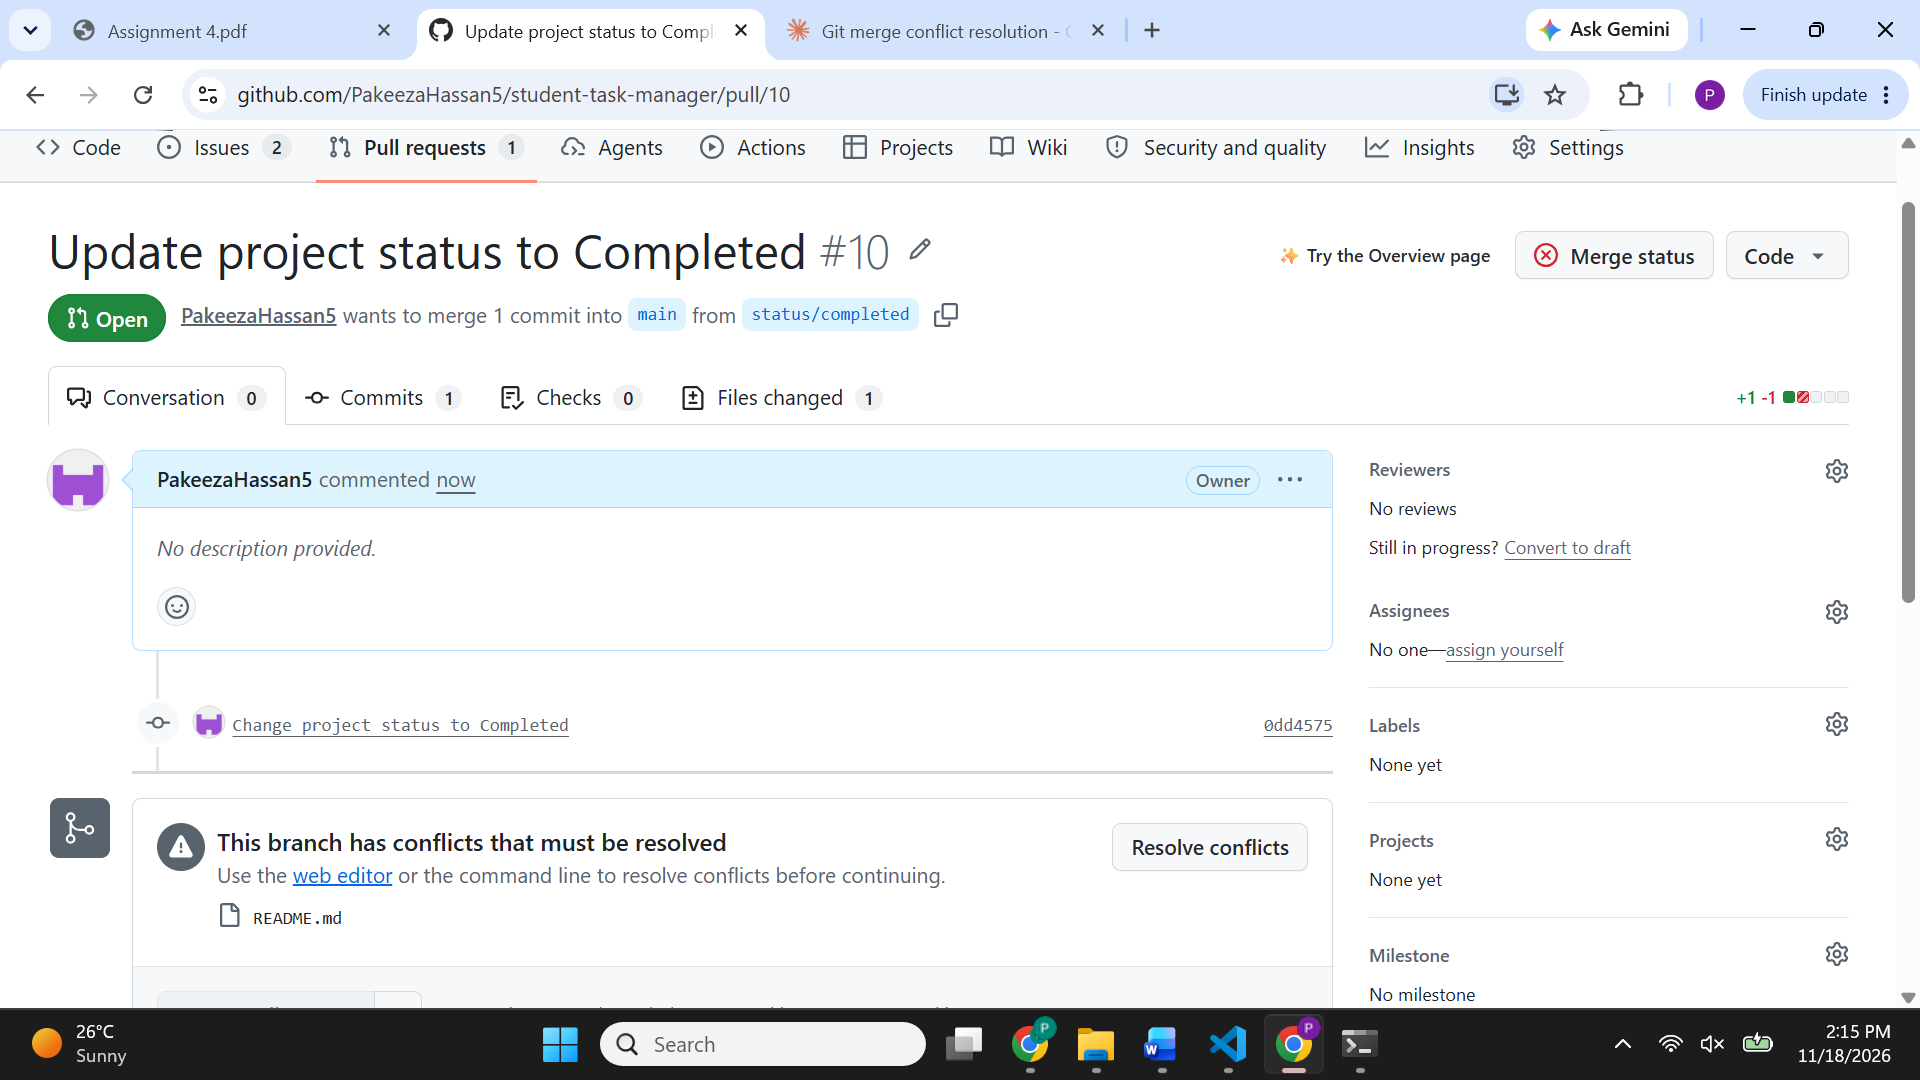 Assignment 4.pdf
Update project status to Compl
Git merge conflict resolution - C
Ask Gemini
github.com/PakeezaHassan5/student-task-manager/pull/10
P
Finish update
Code
Issues 2
Pull requests 1
Agents
Actions
Projects
Wiki
Security and quality
Insights
Settings
Update project status to Completed #10
Try the Overview page
Merge status
Code
Open
PakeezaHassan5 wants to merge 1 commit into main from status/completed
Conversation 0
Commits 1
Checks 0
Files changed 1
+1 -1
PakeezaHassan5 commented now
Owner
No description provided.
Change project status to Completed
0dd4575
This branch has conflicts that must be resolved
Use the web editor or the command line to resolve conflicts before continuing.
README.md
Resolve conflicts
Reviewers
No reviews
Still in progress? Convert to draft
Assignees
No one—assign yourself
Labels
None yet
Projects
None yet
Milestone
No milestone
26°C
Sunny
Search
P
W
P
2:15 PM
11/18/2026